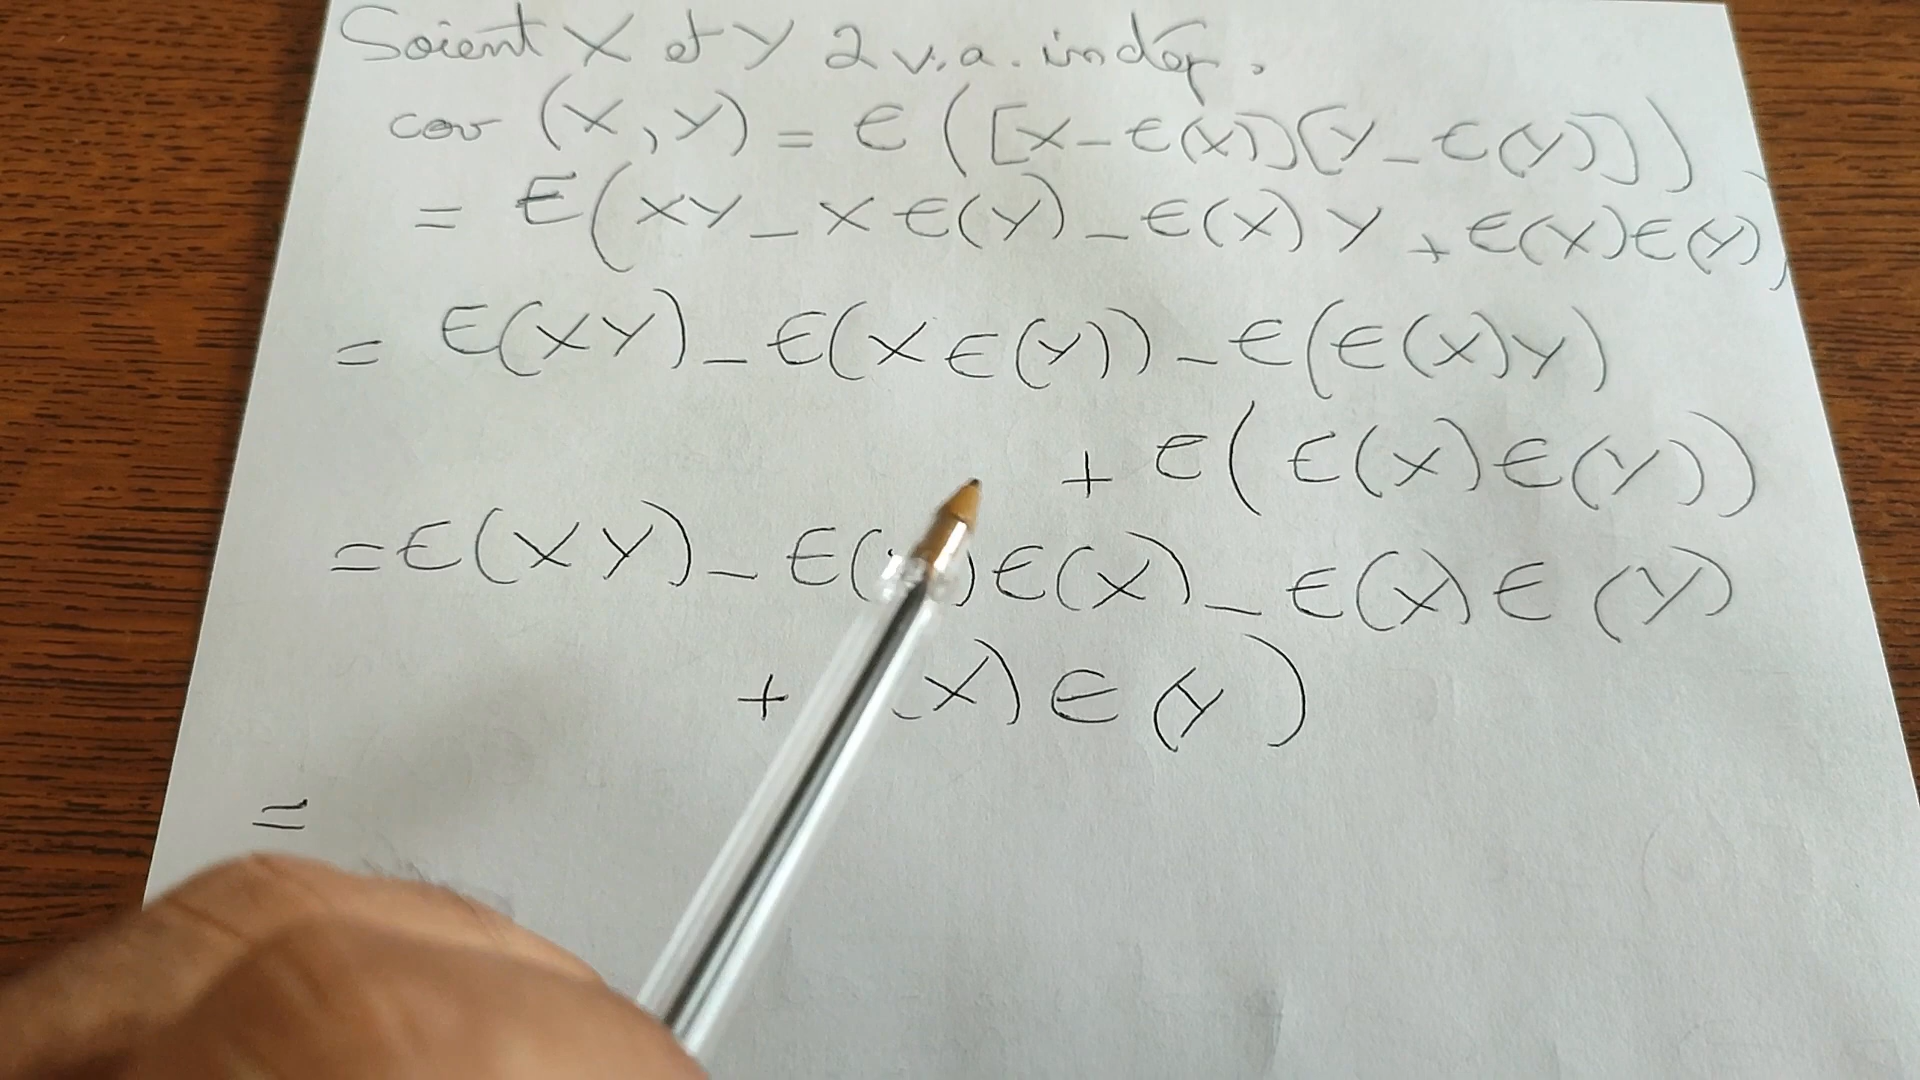 Soient X et Y 2 v.a. indép.
cov (X, Y) = E([X-E(X)][Y-E(Y)])
= E(XY - X E(Y) - E(X) Y + E(X)E(Y))
= E(XY) - E(X E(Y)) - E(E(X)Y)
+ E(E(X)E(Y))
= E(XY) - E( )E(X) - E(X) E (Y)
+ (X) E (Y)
=